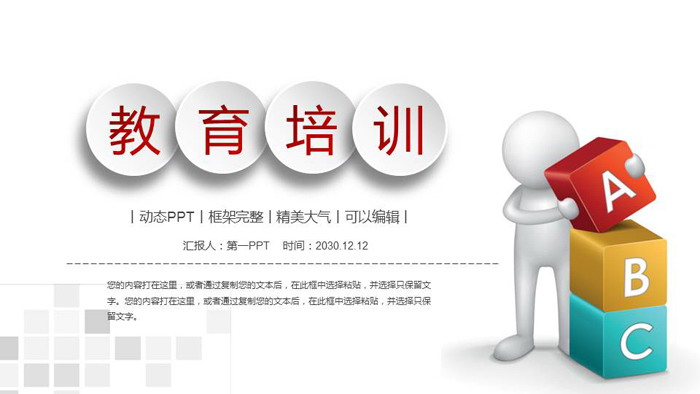 教育培训
|动态PPT|框架完整|精美大气|可以编辑|
汇报人：第一PPT 时间：2030.12.12
您的内容打在这里，或者通过复制您的文本后，在此框中选择粘贴，并选择只保留文
字。您的内容打在这里，或者通过复制您的文本后，在此框中选择粘贴，并选择只保
留文字。
A
B
C